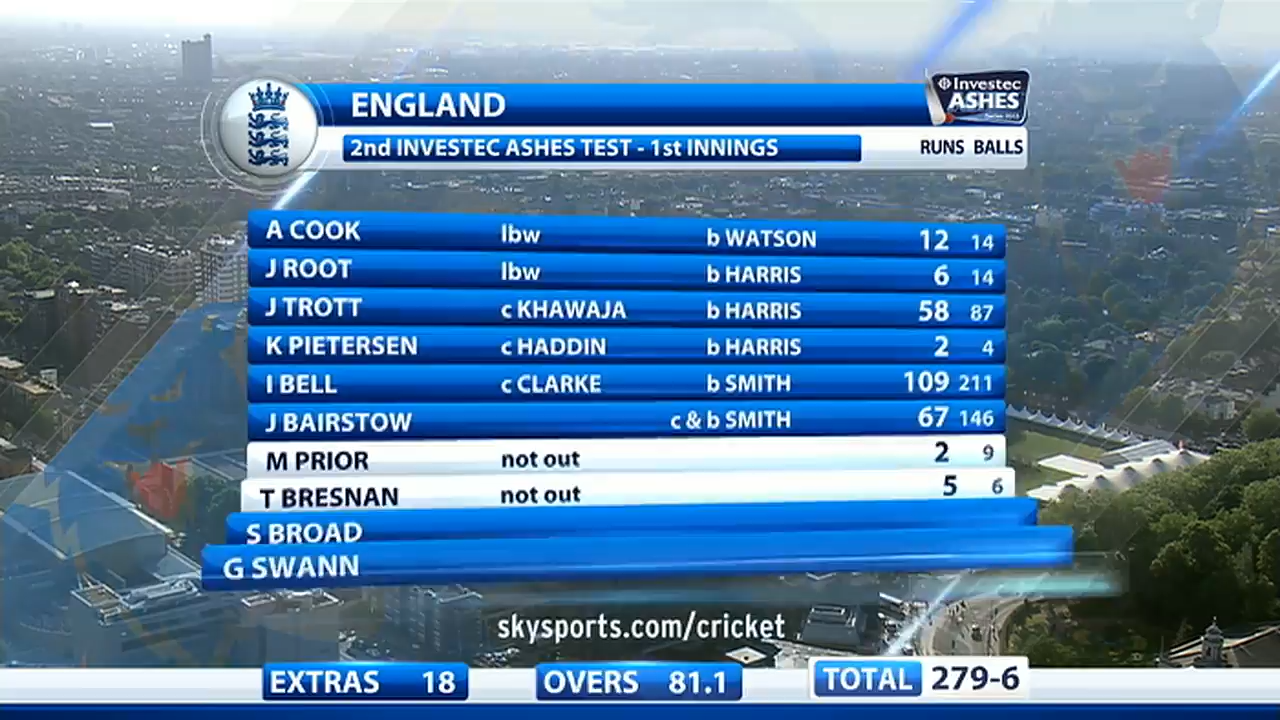 ENGLAND
Investec
ASHES
2nd INVESTEC ASHES TEST - 1st INNINGS
RUNS BALLS
A COOK lbw b WATSON 12 14
J ROOT lbw b HARRIS 6 14
J TROTT c KHAWAJA b HARRIS 58 87
K PIETERSEN c HADDIN b HARRIS 2 4
I BELL c CLARKE b SMITH 109 211
J BAIRSTOW c & b SMITH 67 146
M PRIOR not out 2 9
T BRESNAN not out 5 6
S BROAD
G SWANN
skysports.com/cricket
EXTRAS 18 OVERS 81.1 TOTAL 279-6